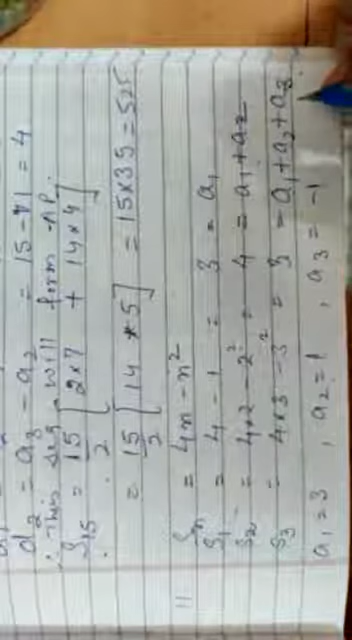 d2 = a3 - a2 = 15 - 11 = 4
∴ This seq. will form AP.
S15 = 15/2 [2×7 + 14×4]
= 15/2 [14 × 5] = 15×35 = 525
11 Sn = 4n - n²
S1 = 4 - 1 = 3 = a1
S2 = 4×2 - 2² = 4 = a1 + a2
S3 = 4×3 - 3² = 3 = a1 + a2 + a3
a1 = 3, a2 = 1, a3 = -1